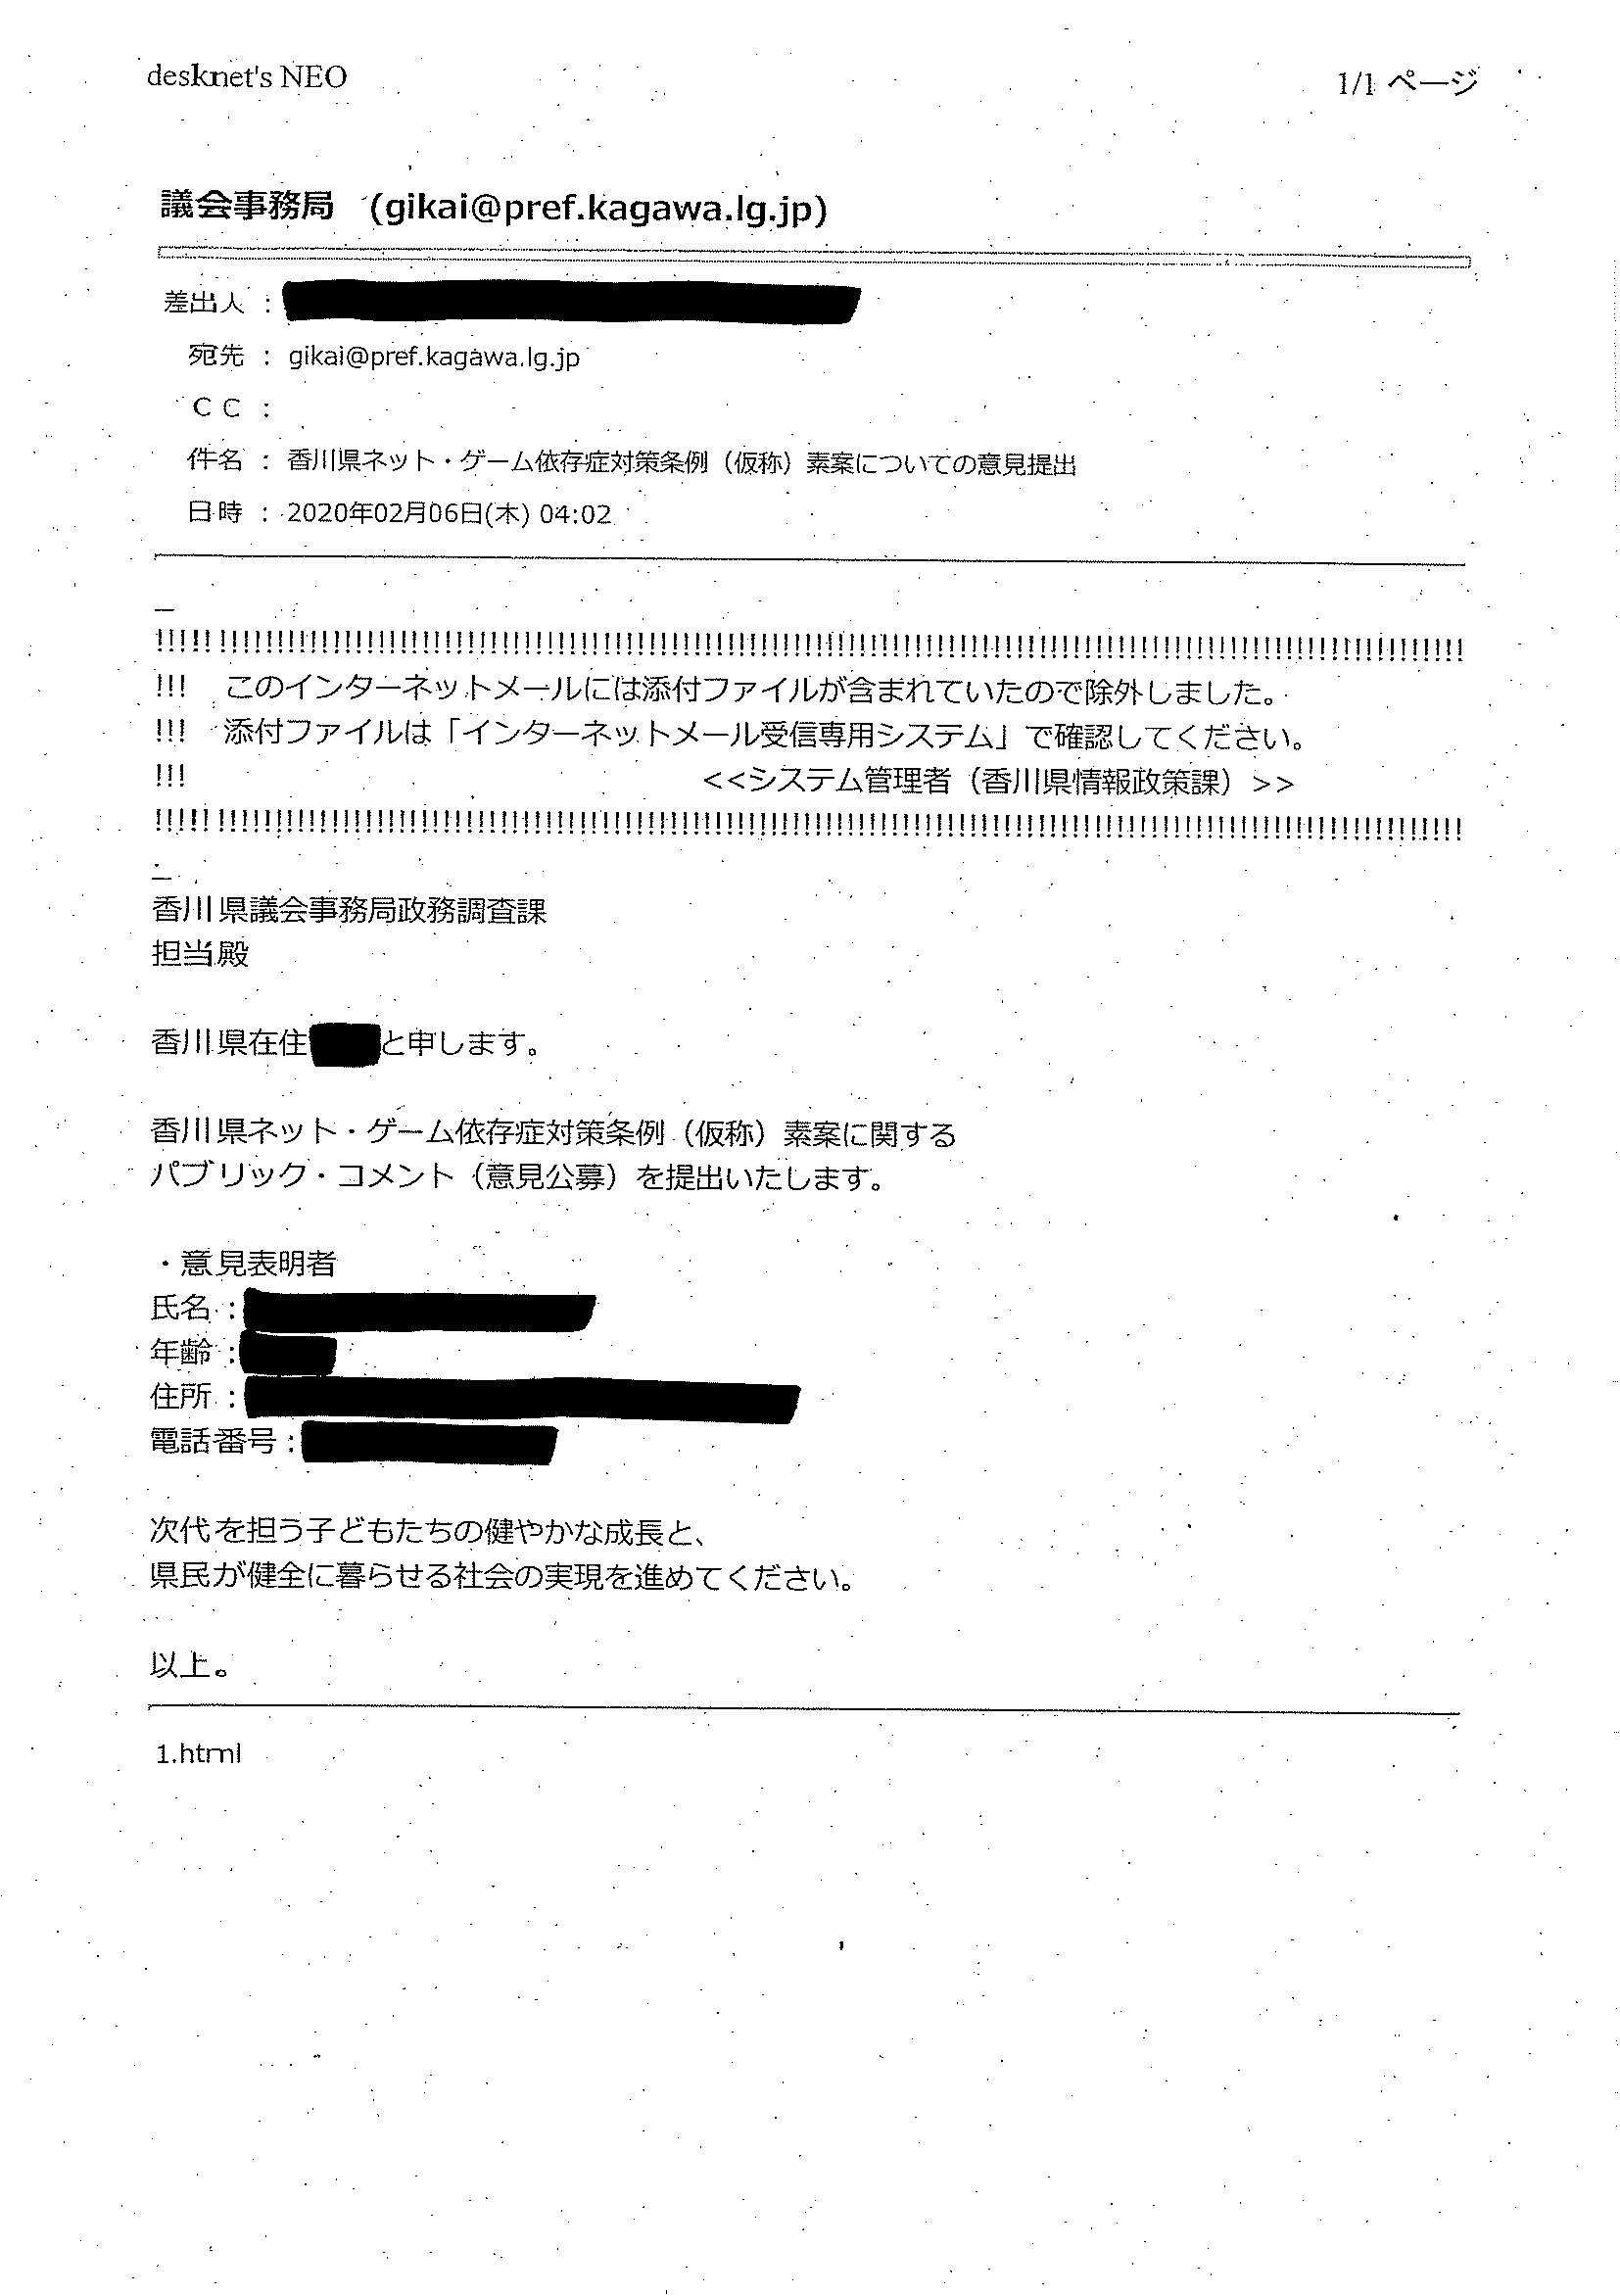 desknet's NEO
1/1 ページ
議会事務局 (gikai@pref.kagawa.lg.jp)
差出人 :
宛先 : gikai@pref.kagawa.lg.jp
CC :
件名 : 香川県ネット・ゲーム依存症対策条例（仮称）素案についての意見提出
日時 : 2020年02月06日(木) 04:02
!!!!!!!!!!!!!!!!!!!!!!!!!!!!!!!!!!!!!!!!!!!!!!!!!!!!!!!!!!!!!!!!!!!!!!!!!!!!!!!!!!!!!!!!!!!!!!!!!!!!!!!!!!!!!!!!!!!!
!!! このインターネットメールには添付ファイルが含まれていたので除外しました。
!!! 添付ファイルは「インターネットメール受信専用システム」で確認してください。
!!! <<システム管理者（香川県情報政策課）>>
!!!!!!!!!!!!!!!!!!!!!!!!!!!!!!!!!!!!!!!!!!!!!!!!!!!!!!!!!!!!!!!!!!!!!!!!!!!!!!!!!!!!!!!!!!!!!!!!!!!!!!!!!!!!!!!!!!!!
香川県議会事務局政務調査課
担当殿
香川県在住と申します。
香川県ネット・ゲーム依存症対策条例（仮称）素案に関する
パブリック・コメント（意見公募）を提出いたします。
・意見表明者
氏名 :
年齢 :
住所 :
電話番号 :
次代を担う子どもたちの健やかな成長と、
県民が健全に暮らせる社会の実現を進めてください。
以上。
1.html